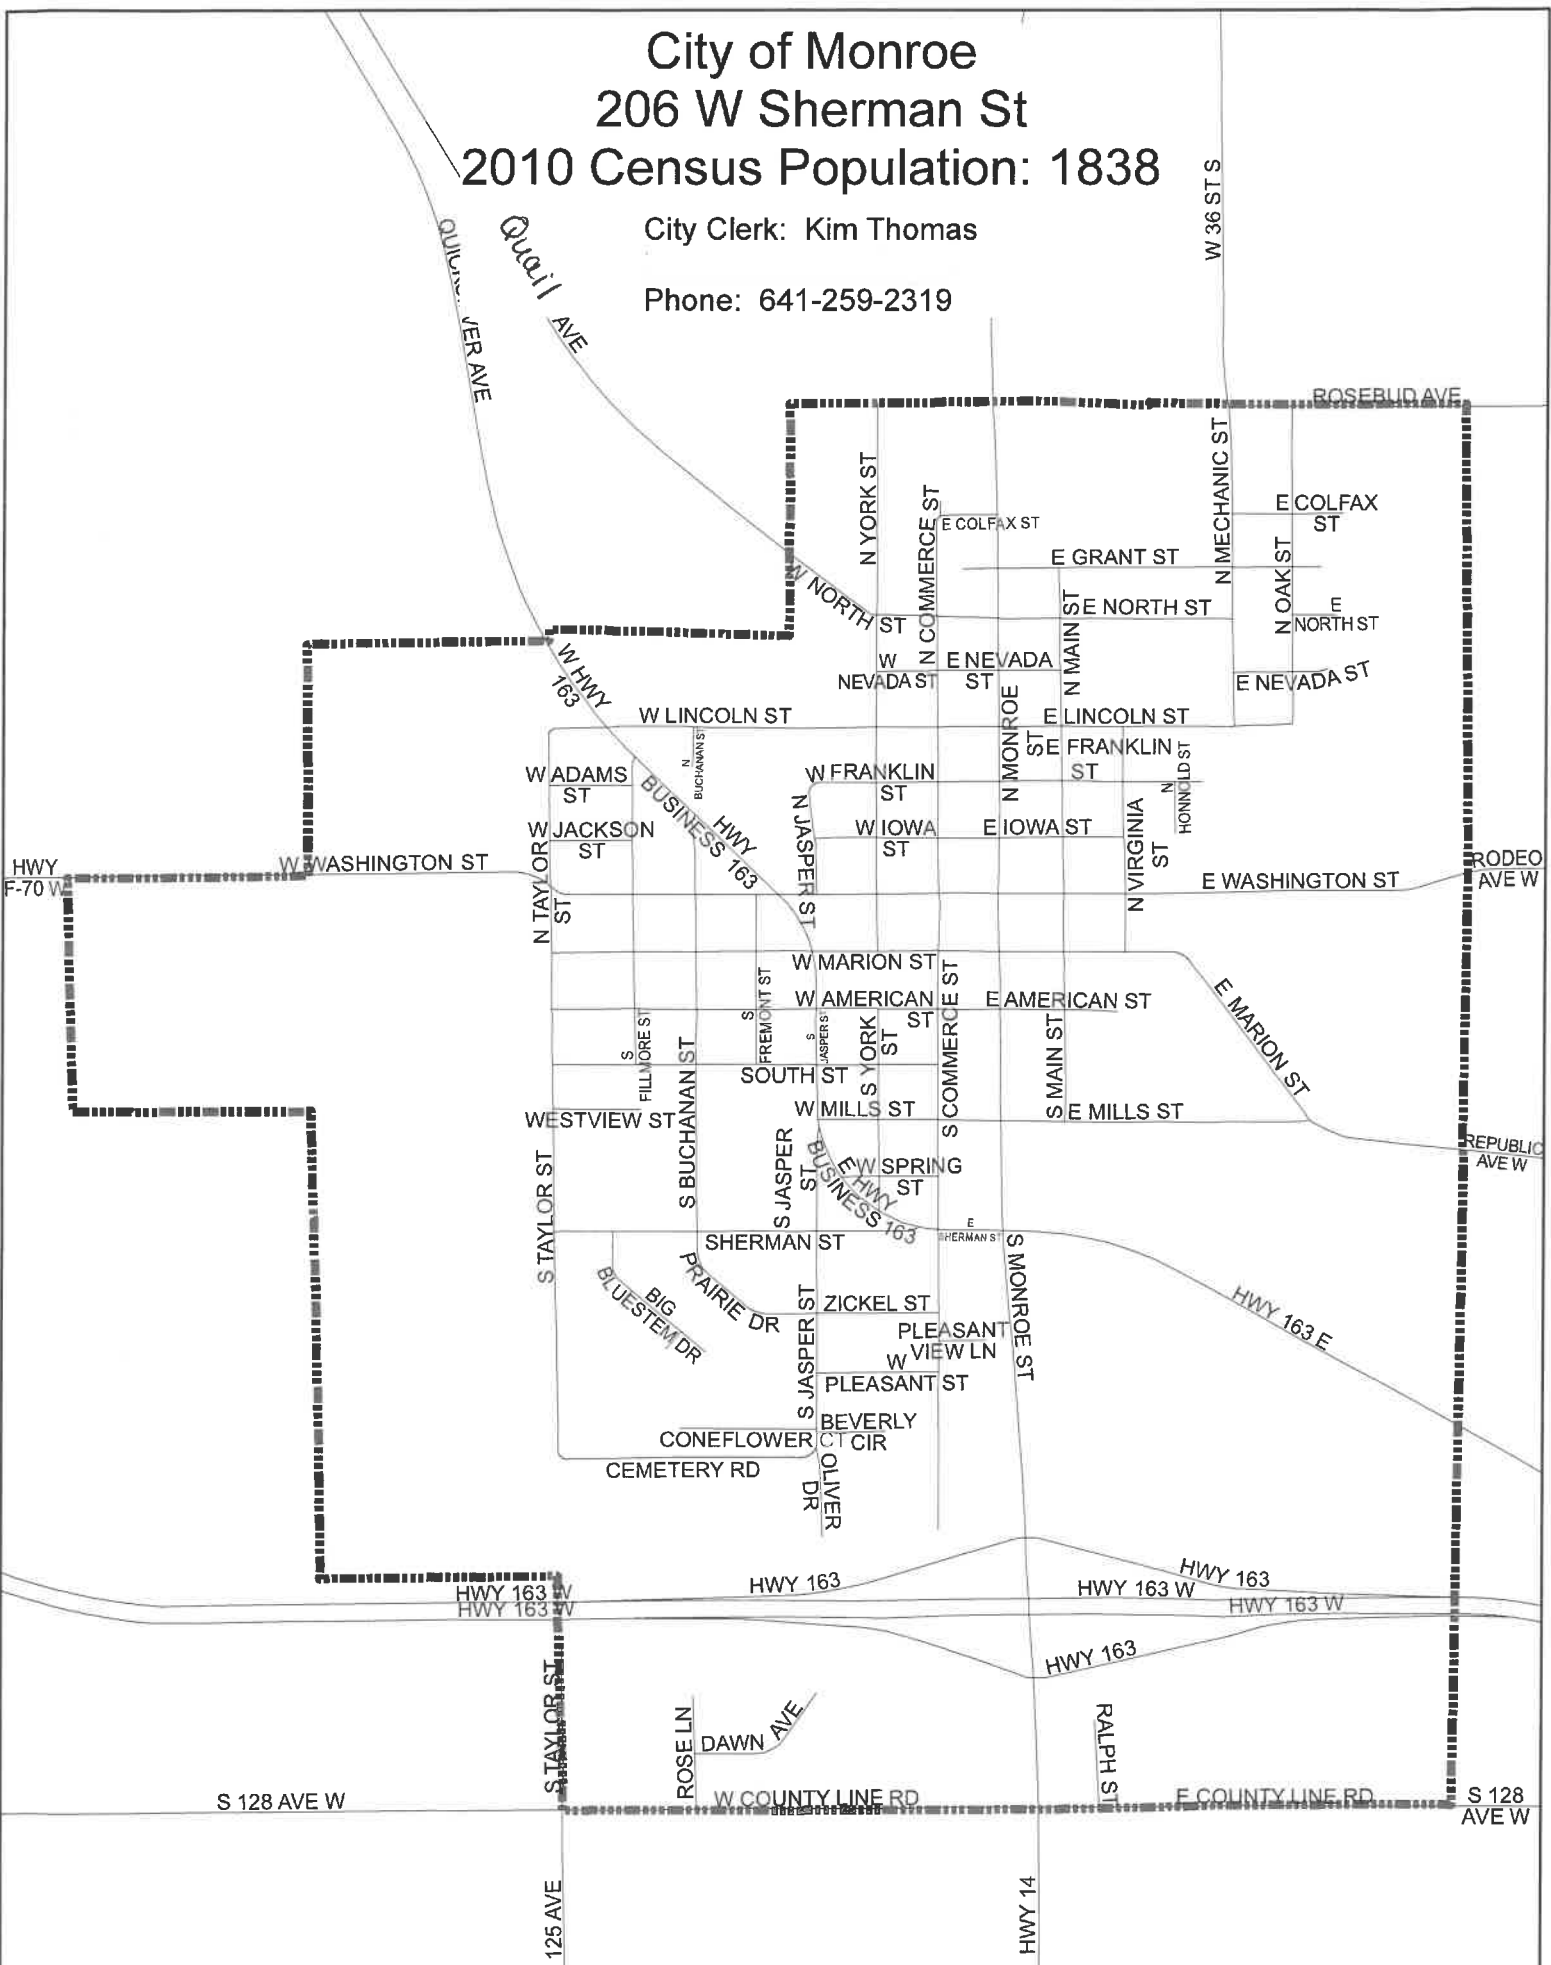 City of Monroe
206 W Sherman St
2010 Census Population: 1838
City Clerk: Kim Thomas
Phone: 641-259-2319
W 36 ST S
Quail
AVE
VER AVE
ROSEBUD AVE
N YORK ST
N COMMERCE ST
E COLFAX ST
N MECHANIC ST
E COLFAX
ST
E GRANT ST
N OAK ST
W NORTH
ST
N MAIN ST
E NORTH ST
E
NORTH ST
W
NEVADA ST
E NEVADA
ST
E NEVADA ST
W HWY
163
W LINCOLN ST
N MONROE
ST
E LINCOLN ST
N
BUCHANAN ST
E FRANKLIN
ST
N
HONNOLD ST
W ADAMS
ST
BUSINESS 163
HWY
W FRANKLIN
ST
N JASPER ST
W JACKSON
ST
W IOWA
ST
E IOWA ST
N VIRGINIA
ST
HWY
F-70 W
W WASHINGTON ST
N TAYLOR
ST
E WASHINGTON ST
RODEO
AVE W
W MARION ST
E MARION ST
S
FREMONT ST
W AMERICAN
ST
E AMERICAN ST
S
JASPER ST
S YORK
ST
S COMMERCE ST
S MAIN ST
S
FILLMORE ST
S BUCHANAN ST
SOUTH ST
WESTVIEW ST
W MILLS ST
E MILLS ST
REPUBLIC
AVE W
S TAYLOR ST
S JASPER
ST
E HWY
BUSINESS 163
W SPRING
ST
SHERMAN ST
E
SHERMAN ST
S MONROE ST
BIG
BLUESTEM DR
PRAIRIE DR
S JASPER ST
ZICKEL ST
HWY 163 E
PLEASANT
VIEW LN
W
PLEASANT ST
BEVERLY
CIR
CONEFLOWER CT
CEMETERY RD
OLIVER
DR
HWY 163 W
HWY 163 W
HWY 163
HWY 163
HWY 163 W
HWY 163 W
HWY 163
S TAYLOR ST
ROSE LN
DAWN AVE
RALPH ST
S 128 AVE W
W COUNTY LINE RD
E COUNTY LINE RD
S 128
AVE W
125 AVE
HWY 14